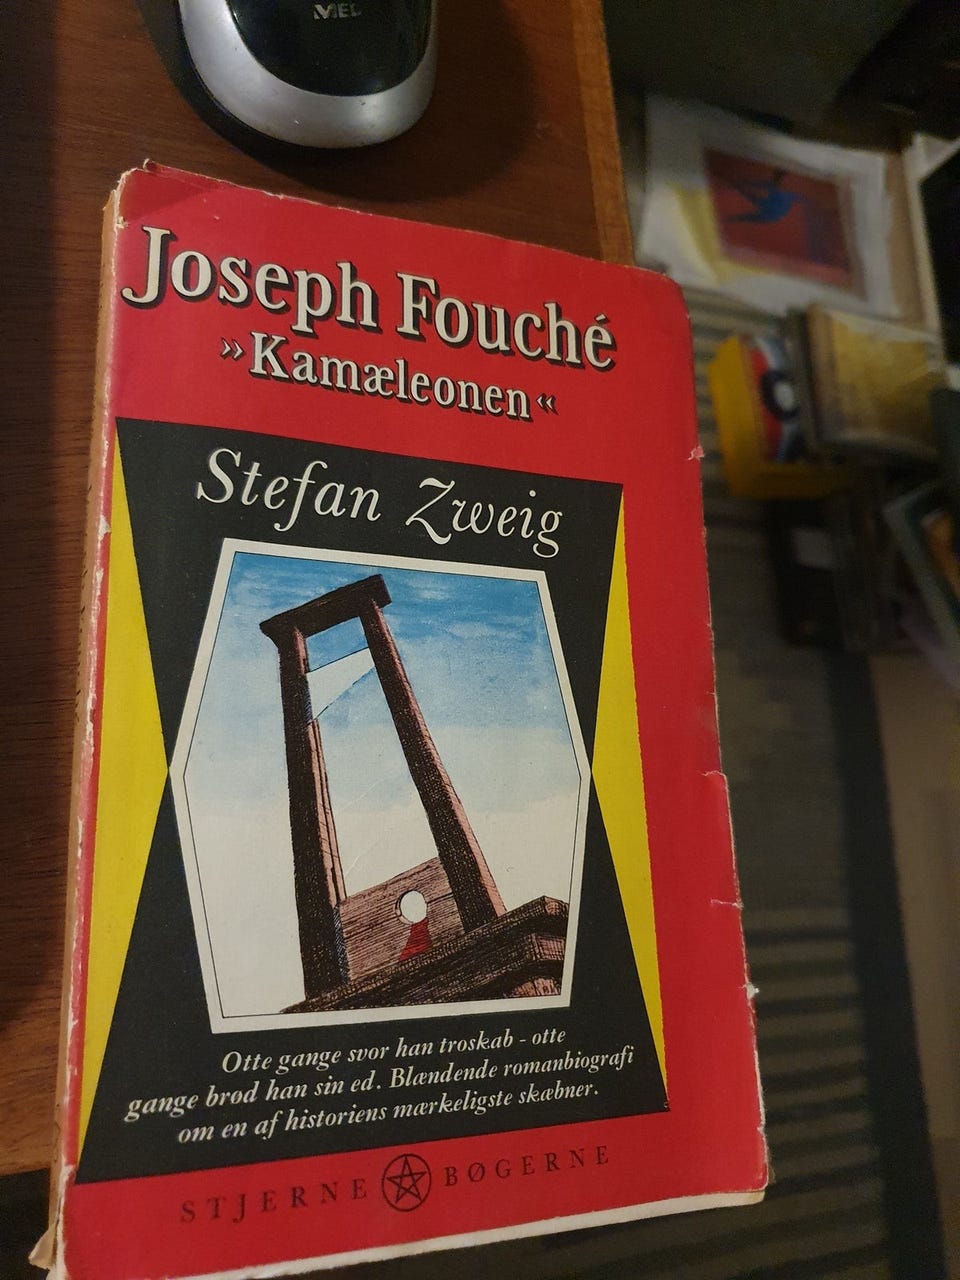 MEL
Joseph Fouché
»Kamæleonen«
Stefan Zweig
Otte gange svor han troskab - otte
gange brød han sin ed. Blændende romanbiografi
om en af historiens mærkeligste skæbner.
STJERNE BØGERNE